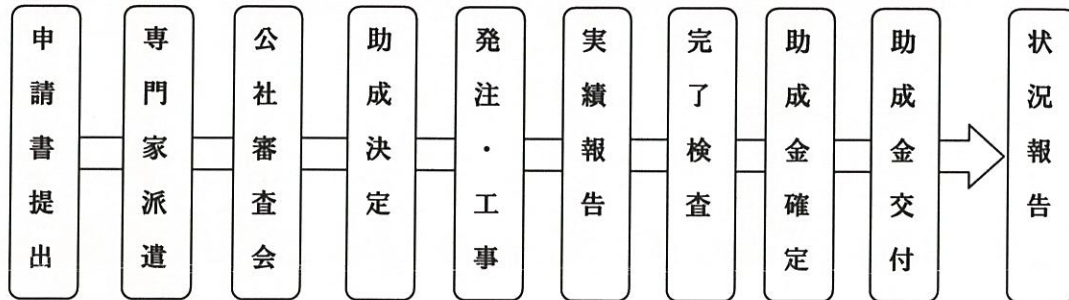 申請書提出
専門家派遣
公社審査会
助成決定
発注・工事
実績報告
完了検査
助成金確定
助成金交付
状況報告